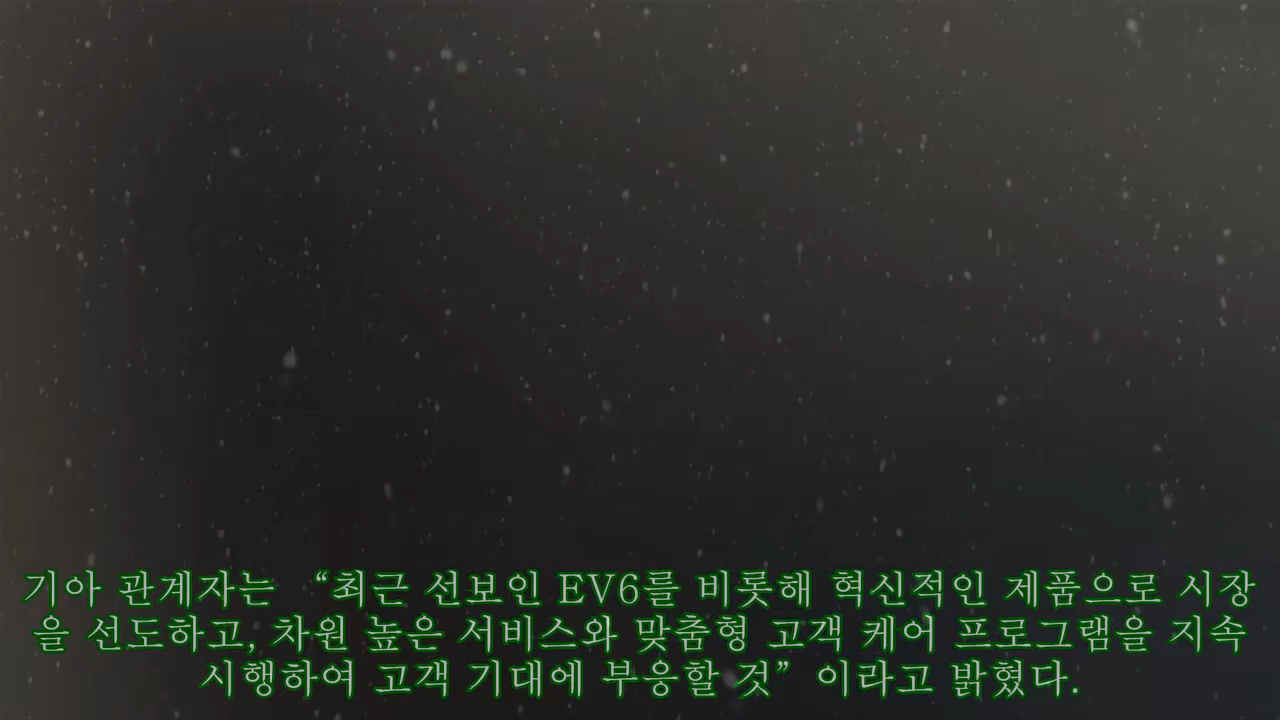 기아 관계자는 “최근 선보인 EV6를 비롯해 혁신적인 제품으로 시장
을 선도하고, 차원 높은 서비스와 맞춤형 고객 케어 프로그램을 지속
시행하여 고객 기대에 부응할 것” 이라고 밝혔다.